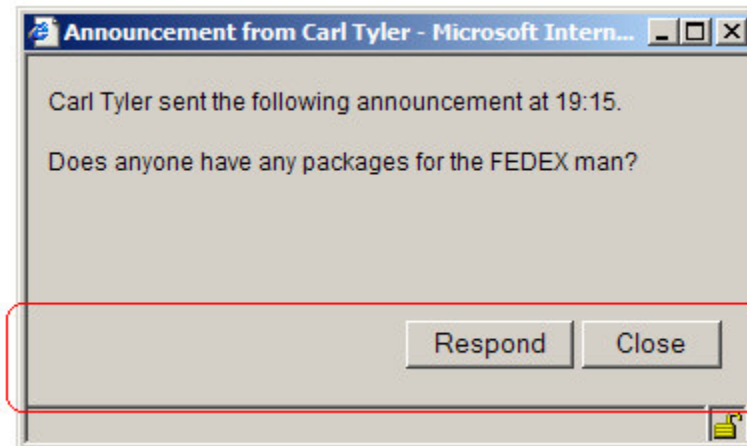 Announcement from Carl Tyler - Microsoft Intern...
Carl Tyler sent the following announcement at 19:15.
Does anyone have any packages for the FEDEX man?
Respond Close